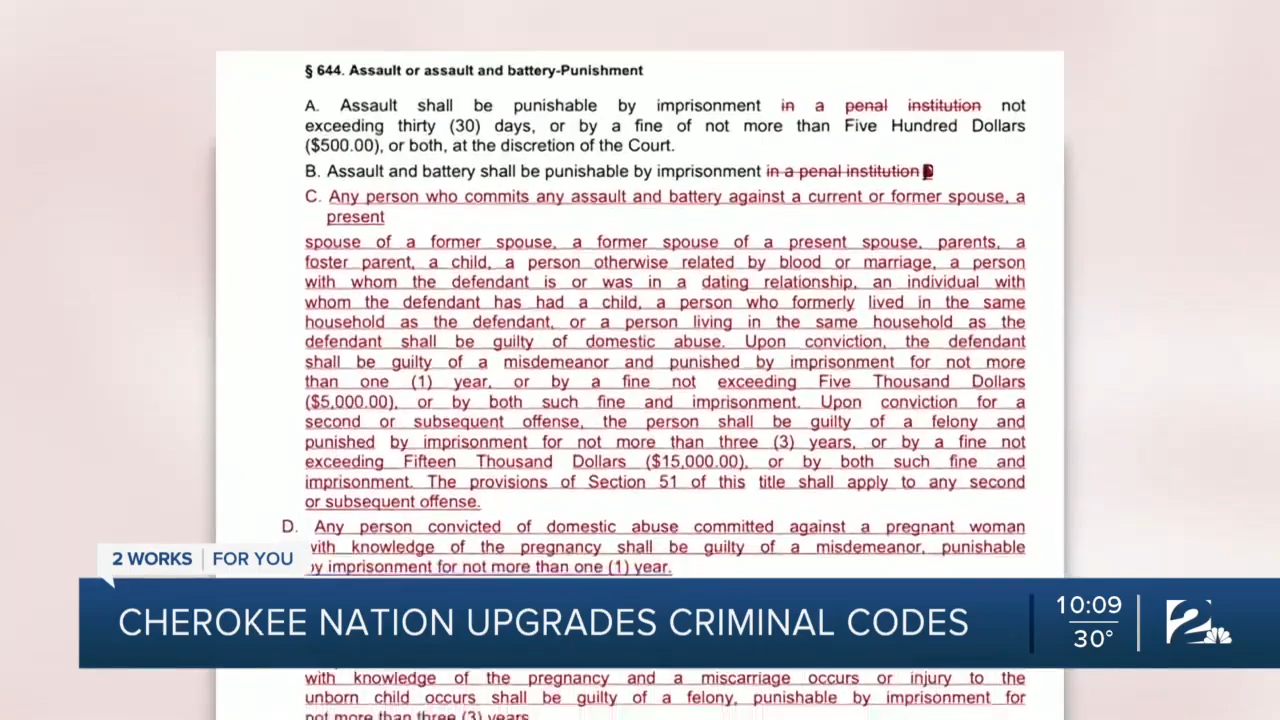 § 644. Assault or assault and battery-Punishment
A. Assault shall be punishable by imprisonment in a penal institution not
exceeding thirty (30) days, or by a fine of not more than Five Hundred Dollars
($500.00), or both, at the discretion of the Court.
B. Assault and battery shall be punishable by imprisonment in a penal institution
C. Any person who commits any assault and battery against a current or former spouse, a
present
spouse of a former spouse, a former spouse of a present spouse, parents, a
foster parent, a child, a person otherwise related by blood or marriage, a person
with whom the defendant is or was in a dating relationship, an individual with
whom the defendant has had a child, a person who formerly lived in the same
household as the defendant, or a person living in the same household as the
defendant shall be guilty of domestic abuse. Upon conviction, the defendant
shall be guilty of a misdemeanor and punished by imprisonment for not more
than one (1) year, or by a fine not exceeding Five Thousand Dollars
($5,000.00), or by both such fine and imprisonment. Upon conviction for a
second or subsequent offense, the person shall be guilty of a felony and
punished by imprisonment for not more than three (3) years, or by a fine not
exceeding Fifteen Thousand Dollars ($15,000.00), or by both such fine and
imprisonment. The provisions of Section 51 of this title shall apply to any second
or subsequent offense.
D. Any person convicted of domestic abuse committed against a pregnant woman
with knowledge of the pregnancy shall be guilty of a misdemeanor, punishable
by imprisonment for not more than one (1) year.
2 WORKS FOR YOU
CHEROKEE NATION UPGRADES CRIMINAL CODES
10:09
30°
2
with knowledge of the pregnancy and a miscarriage occurs or injury to the
unborn child occurs shall be guilty of a felony, punishable by imprisonment for
not more than three (3) years